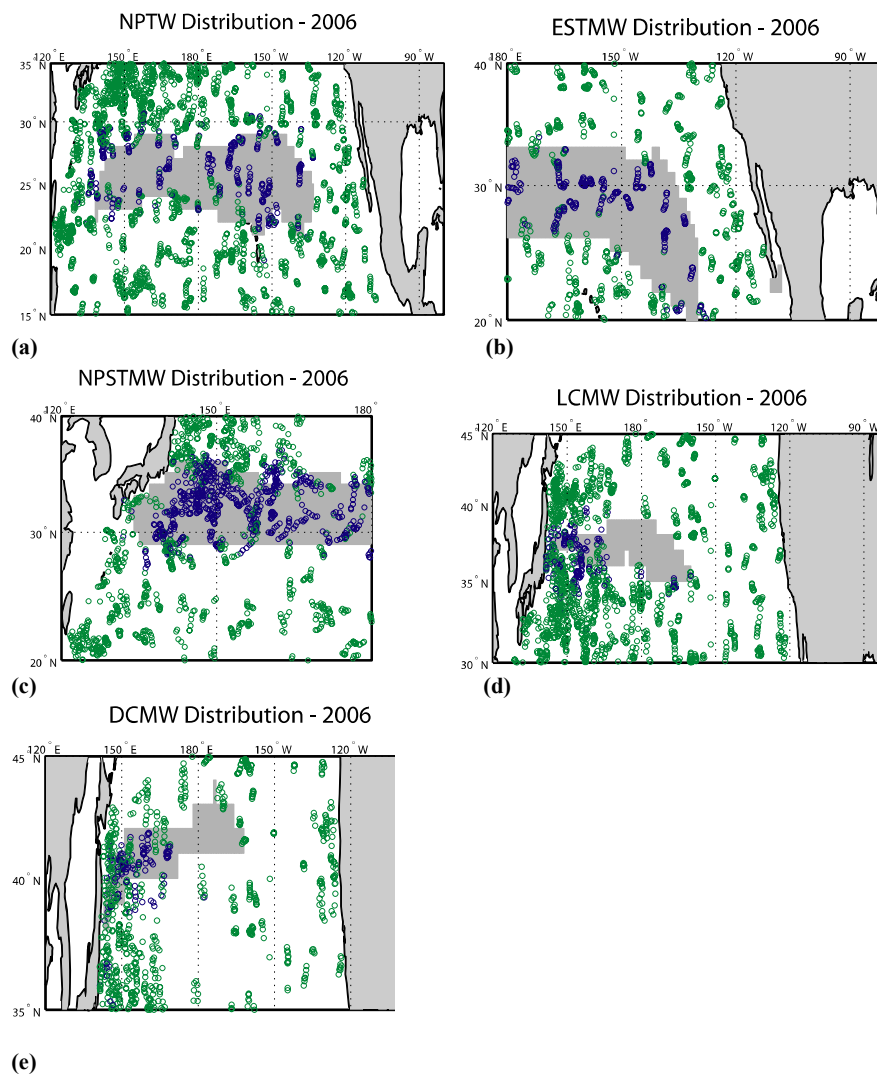 NPTW Distribution - 2006
120° E 150° E 180° E 150° W 120° W 90° W
35° N
30° N
25° N
20° N
15° N
(a)
ESTMW Distribution - 2006
180° E 150° W 120° W 90° W
40° N
30° N
20° N
(b)
NPSTMW Distribution - 2006
120° E 150° E 180° E
40° N
30° N
20° N
(c)
LCMW Distribution - 2006
120° E 150° E 180° E 150° W 120° W 90° W
45° N
40° N
35° N
30° N
(d)
DCMW Distribution - 2006
120° E 150° E 180° E 150° W 120° W
45° N
40° N
35° N
(e)